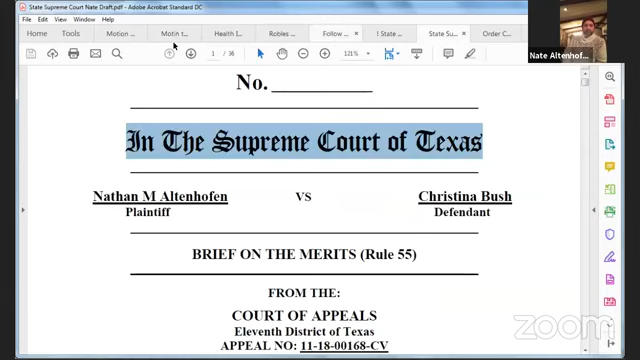 State Supreme Court Nate Draft.pdf - Adobe Acrobat Standard DC
File Edit View Window Help
Home Tools Motion ... Motin t... Health I... Robles ... Follow ... ! State ... State Su... × Order C...
1 / 36 121%
Nate Altenhof...
No. __________
In The Supreme Court of Texas
Nathan M Altenhofen VS Christina Bush
Plaintiff Defendant
BRIEF ON THE MERITS (Rule 55)
FROM THE:
COURT OF APPEALS
Eleventh District of Texas
APPEAL NO: 11-18-00168-CV
zoom